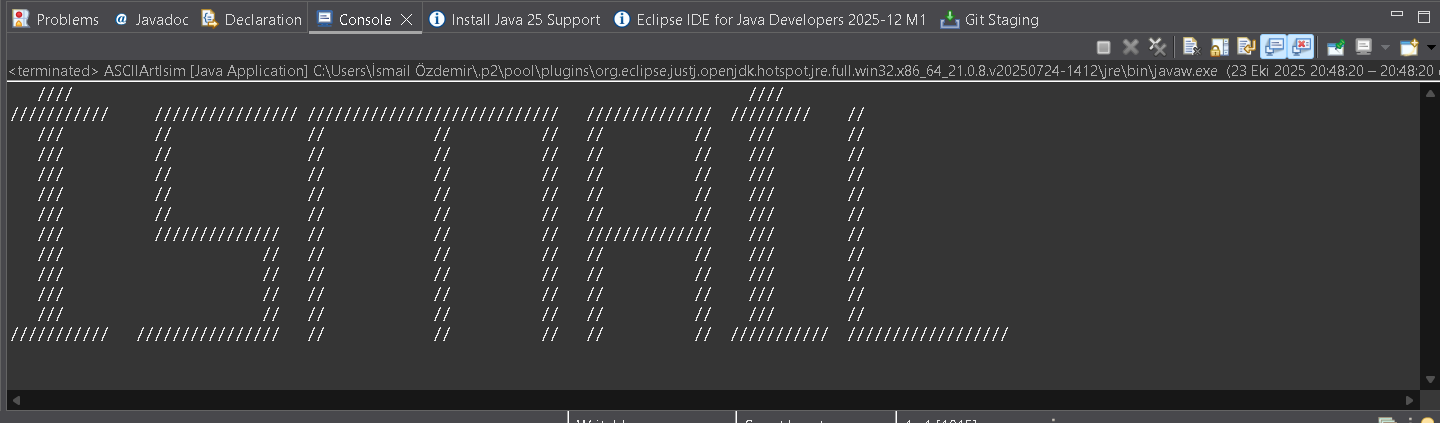 Problems @ Javadoc Declaration Console Install Java 25 Support Eclipse IDE for Java Developers 2025-12 M1 Git Staging
<terminated> ASCIIArtIsim [Java Application] C:\Users\İsmail Özdemir\.p2\pool\plugins\org.eclipse.justj.openjdk.hotspot.jre.full.win32.x86_64_21.0.8.v20250724-1412\jre\bin\javaw.exe (23 Eki 2025 20:48:20 – 20:48:20
İSMAİL